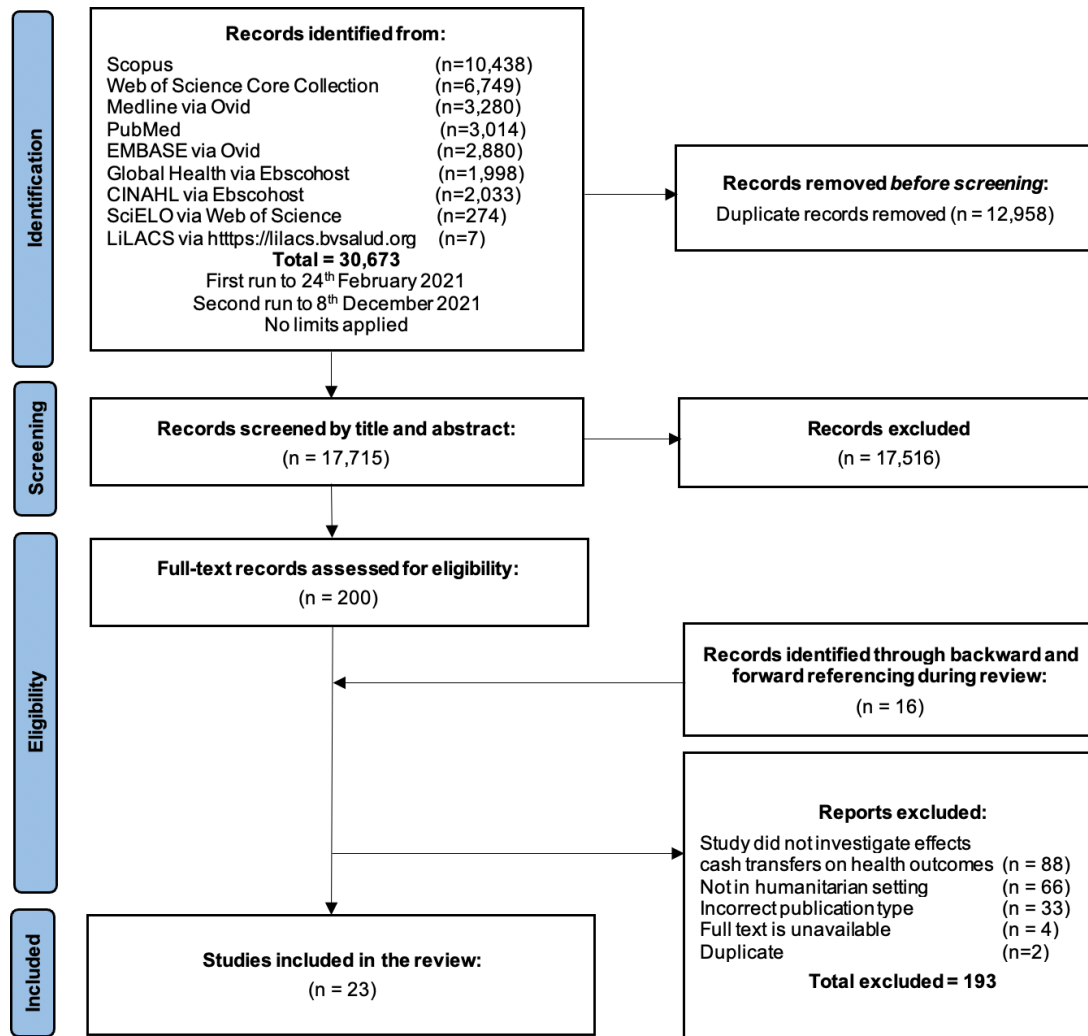 Identification
Records identified from:
Scopus (n=10,438)
Web of Science Core Collection (n=6,749)
Medline via Ovid (n=3,280)
PubMed (n=3,014)
EMBASE via Ovid (n=2,880)
Global Health via Ebscohost (n=1,998)
CINAHL via Ebscohost (n=2,033)
SciELO via Web of Science (n=274)
LiLACS via htttps://lilacs.bvsalud.org (n=7)
Total = 30,673
First run to 24th February 2021
Second run to 8th December 2021
No limits applied
Records removed before screening:
Duplicate records removed (n = 12,958)
Screening
Records screened by title and abstract:
(n = 17,715)
Records excluded
(n = 17,516)
Eligibility
Full-text records assessed for eligibility:
(n = 200)
Records identified through backward and
forward referencing during review:
(n = 16)
Reports excluded:
Study did not investigate effects
cash transfers on health outcomes (n = 88)
Not in humanitarian setting (n = 66)
Incorrect publication type (n = 33)
Full text is unavailable (n = 4)
Duplicate (n=2)
Total excluded = 193
Included
Studies included in the review:
(n = 23)